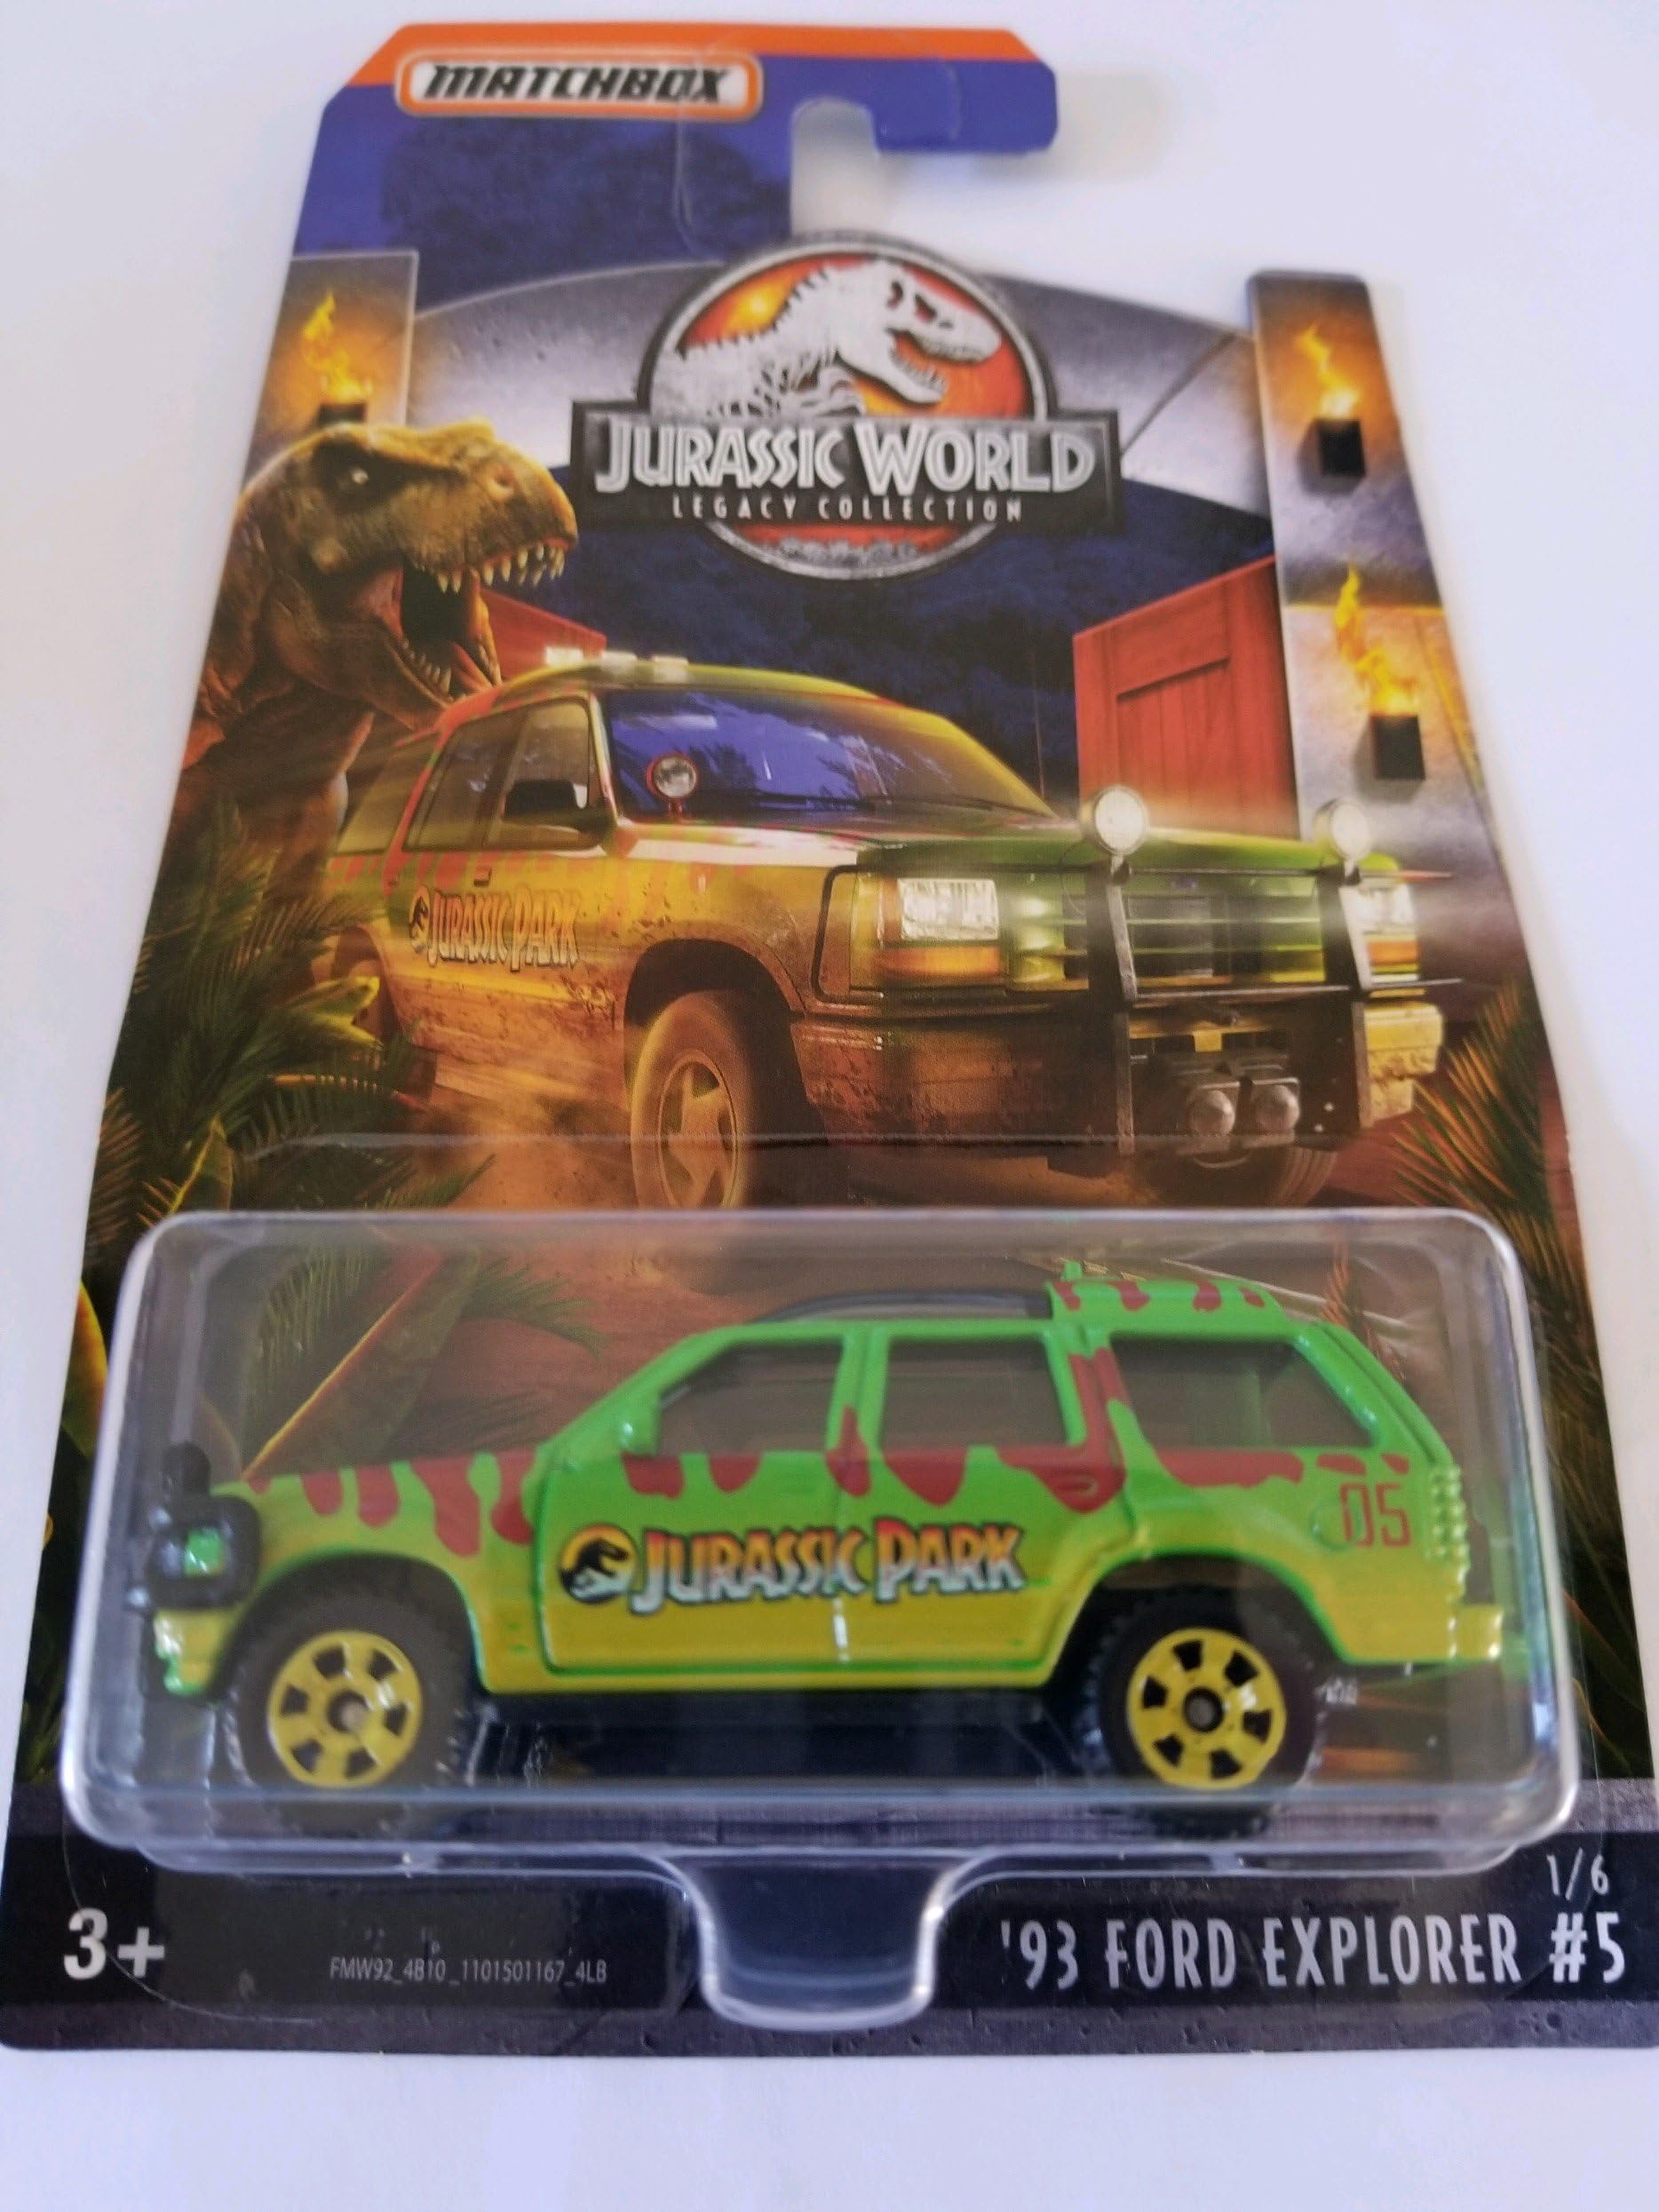 MATCHBOX
JURASSIC WORLD
LEGACY COLLECTION
JURASSIC PARK
05
JURASSIC PARK
1/6
3+
FMW92_4B10_1101501167_4LB
'93 FORD EXPLORER #5